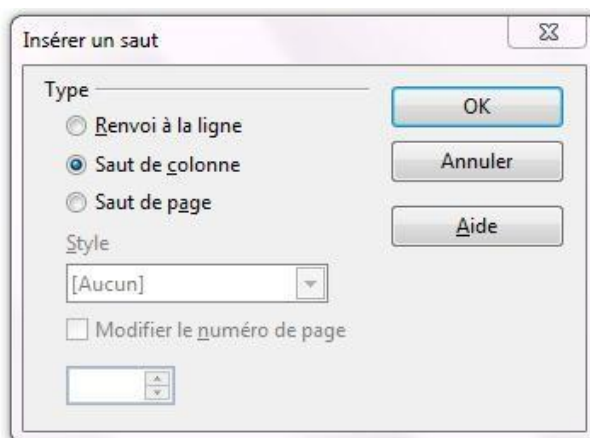 Insérer un saut
Type
Renvoi à la ligne
Saut de colonne
Saut de page
Style
[Aucun]
Modifier le numéro de page
OK
Annuler
Aide